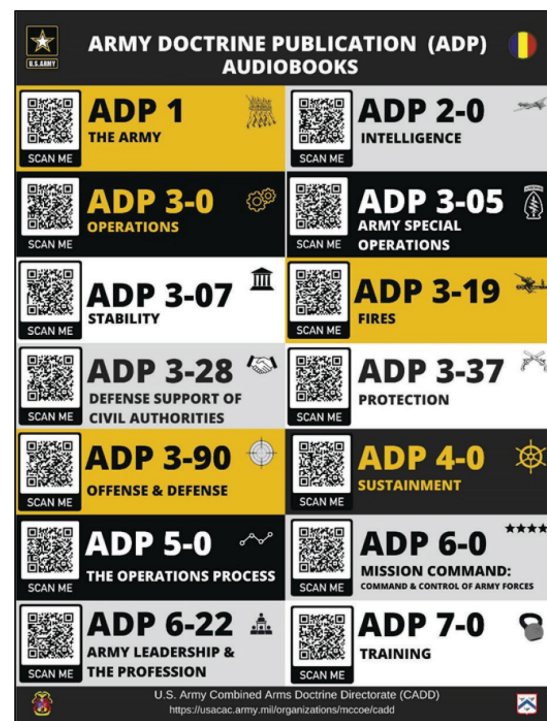 U.S. ARMY
ARMY DOCTRINE PUBLICATION (ADP)
AUDIOBOOKS
SCAN ME
ADP 1
THE ARMY
SCAN ME
ADP 2-0
INTELLIGENCE
SCAN ME
ADP 3-0
OPERATIONS
SCAN ME
ADP 3-05
ARMY SPECIAL
OPERATIONS
SCAN ME
ADP 3-07
STABILITY
SCAN ME
ADP 3-19
FIRES
SCAN ME
ADP 3-28
DEFENSE SUPPORT OF
CIVIL AUTHORITIES
SCAN ME
ADP 3-37
PROTECTION
SCAN ME
ADP 3-90
OFFENSE & DEFENSE
SCAN ME
ADP 4-0
SUSTAINMENT
SCAN ME
ADP 5-0
THE OPERATIONS PROCESS
SCAN ME
ADP 6-0
MISSION COMMAND:
COMMAND & CONTROL OF ARMY FORCES
SCAN ME
ADP 6-22
ARMY LEADERSHIP &
THE PROFESSION
SCAN ME
ADP 7-0
TRAINING
U.S. Army Combined Arms Doctrine Directorate (CADD)
https://usacac.army.mil/organizations/mccoe/cadd